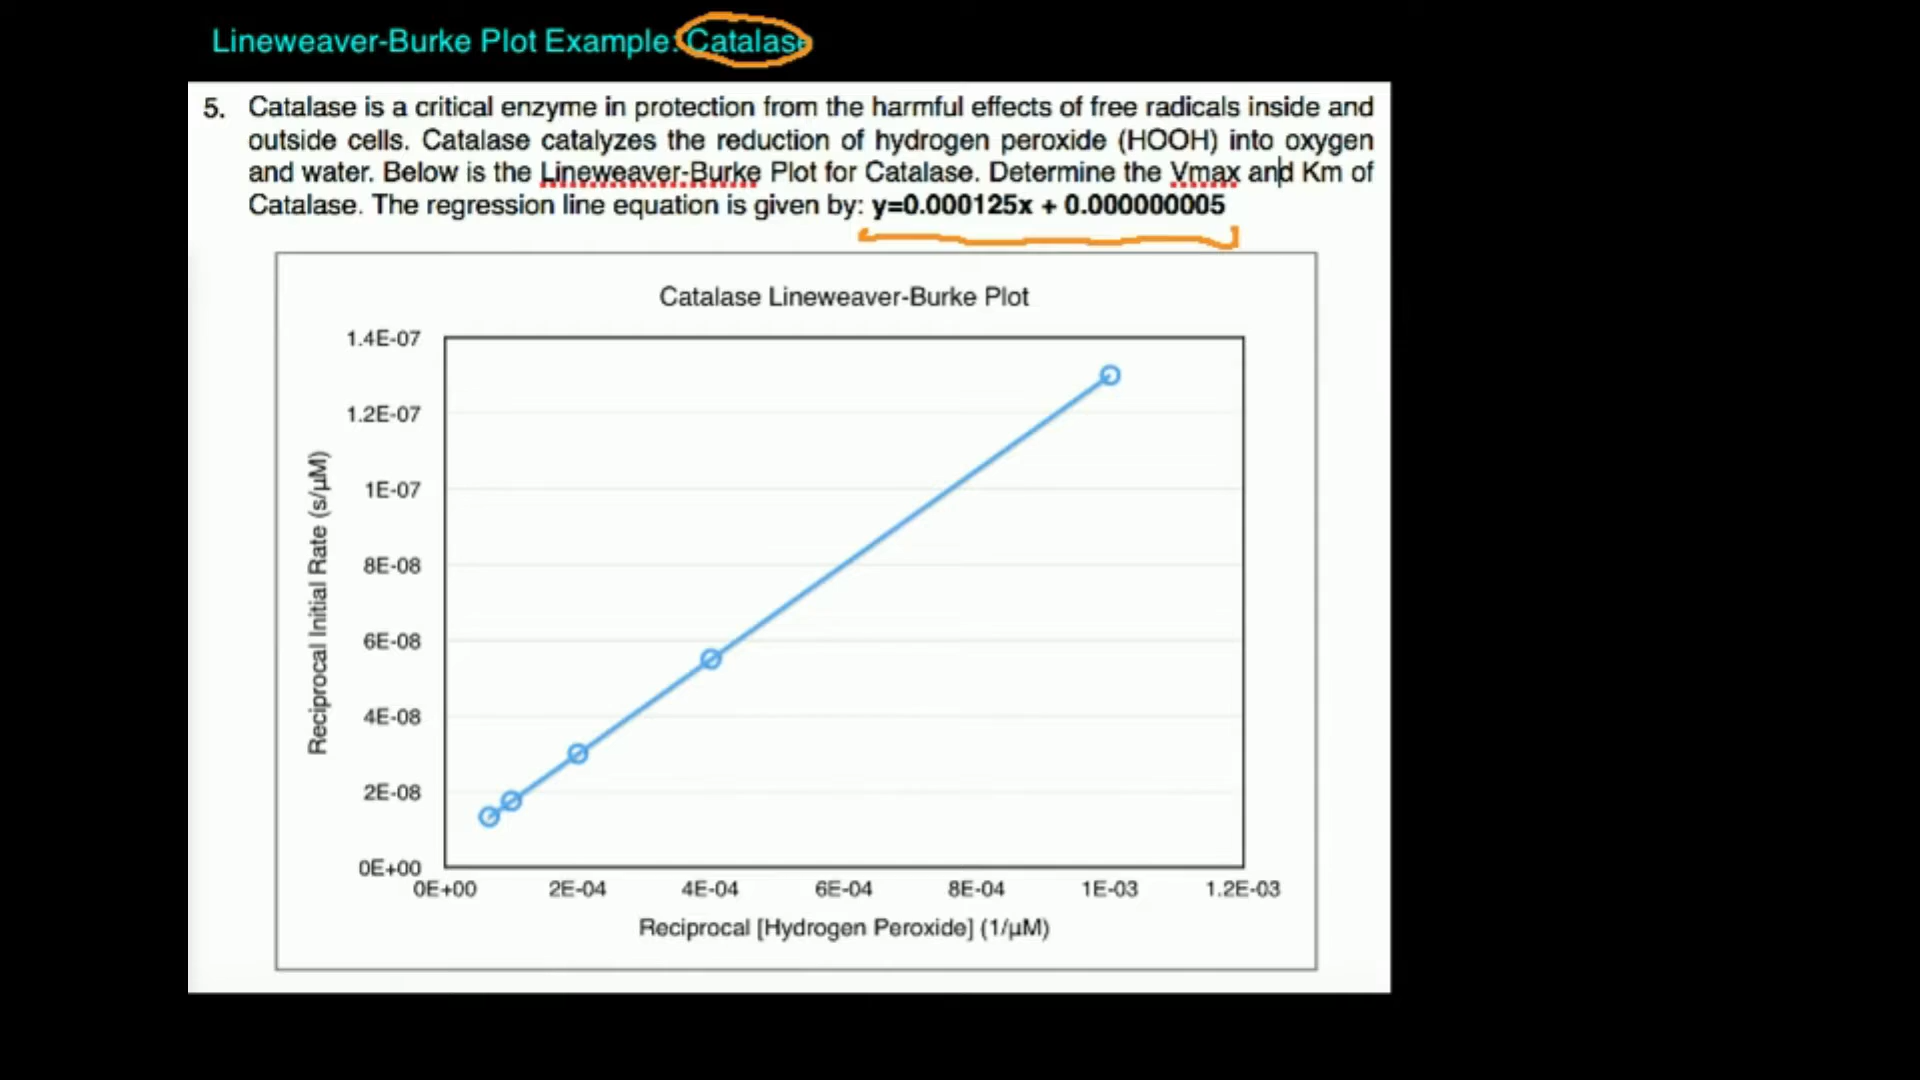 Lineweaver-Burke Plot Example: Catalase
5. Catalase is a critical enzyme in protection from the harmful effects of free radicals inside and
outside cells. Catalase catalyzes the reduction of hydrogen peroxide (HOOH) into oxygen
and water. Below is the Lineweaver-Burke Plot for Catalase. Determine the Vmax and Km of
Catalase. The regression line equation is given by: y=0.000125x + 0.000000005
Catalase Lineweaver-Burke Plot
1.4E-07
1.2E-07
1E-07
8E-08
6E-08
4E-08
2E-08
0E+00
Reciprocal Initial Rate (s/µM)
0E+00 2E-04 4E-04 6E-04 8E-04 1E-03 1.2E-03
Reciprocal [Hydrogen Peroxide] (1/µM)